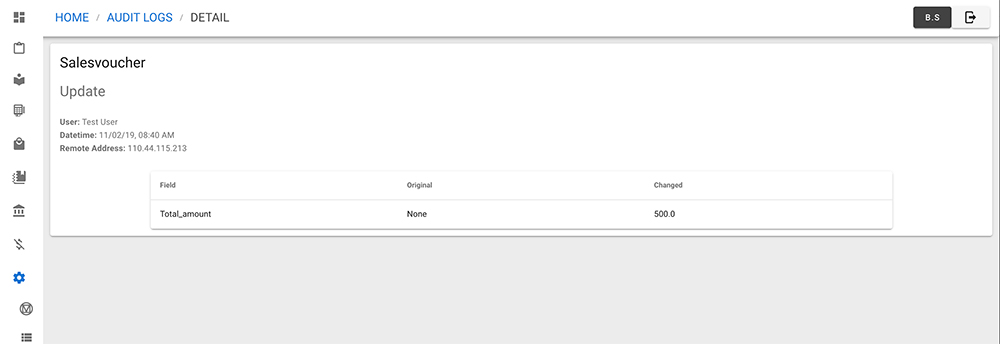 HOME / AUDIT LOGS / DETAIL
B.S
Salesvoucher
Update
User: Test User
Datetime: 11/02/19, 08:40 AM
Remote Address: 110.44.115.213
Field Original Changed
Total_amount None 500.0